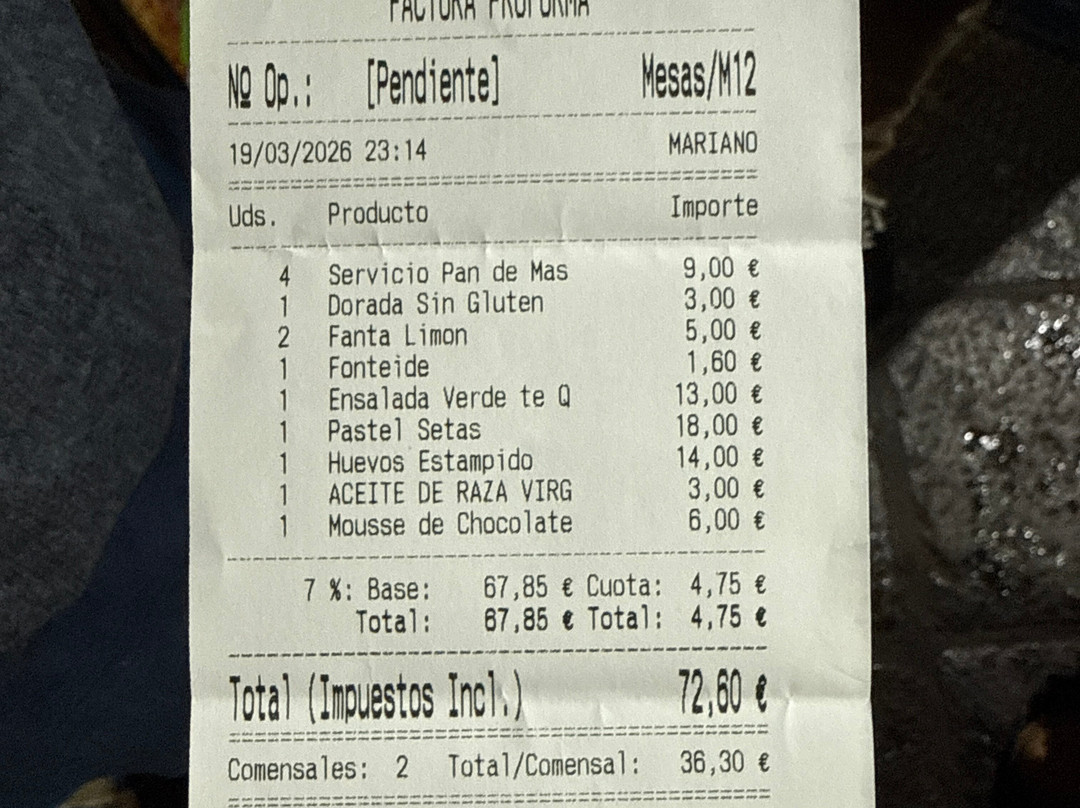 FACTURA PROFORMA
Nº Op.: [Pendiente] Mesas/M12
19/03/2026 23:14 MARIANO
Uds. Producto Importe
4 Servicio Pan de Mas 9,00 €
1 Dorada Sin Gluten 3,00 €
2 Fanta Limon 5,00 €
1 Fonteide 1,60 €
1 Ensalada Verde te Q 13,00 €
1 Pastel Setas 18,00 €
1 Huevos Estampido 14,00 €
1 ACEITE DE RAZA VIRG 3,00 €
1 Mousse de Chocolate 6,00 €
7 %: Base: 67,85 € Cuota: 4,75 €
Total: 67,85 € Total: 4,75 €
Total (Impuestos Incl.) 72,60 €
Comensales: 2 Total/Comensal: 36,30 €